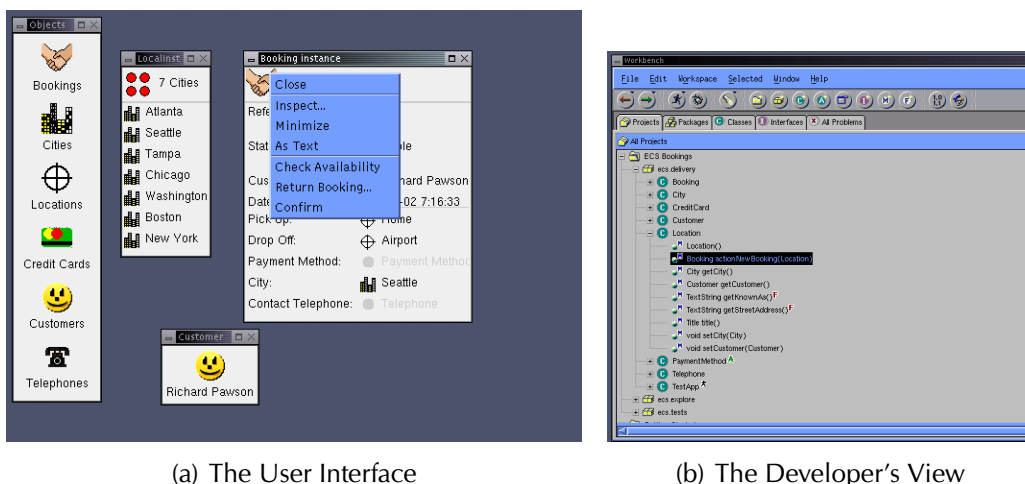 Objects
Bookings
Cities
Locations
Credit Cards
Customers
Telephones
LocalInst
7 Cities
Atlanta
Seattle
Tampa
Chicago
Washington
Boston
New York
Booking instance
Close
Inspect...
Minimize
As Text
Check Availability
Return Booking...
Confirm
Refe
Stat ple
Cus hard Pawson
Date -02 7:16:33
Pick Up: Home
Drop Off: Airport
Payment Method: Payment Method
City: Seattle
Contact Telephone: Telephone
Customer
Richard Pawson
(a) The User Interface
Workbench
File Edit Workspace Selected Window Help
Projects Packages Classes Interfaces All Problems
All Projects
ECS Bookings
ecs.delivery
C Booking
C City
C CreditCard
C Customer
C Location
M Location()
M Booking actionNewBooking(Location)
M City getCity()
M Customer getCustomer()
M TextString getKnownAs() F
M TextString getStreetAddress() F
M Title title()
M void setCity(City)
M void setCustomer(Customer)
C PaymentMethod A
C Telephone
C TestApp
ecs.explore
ecs.tests
(b) The Developer's View